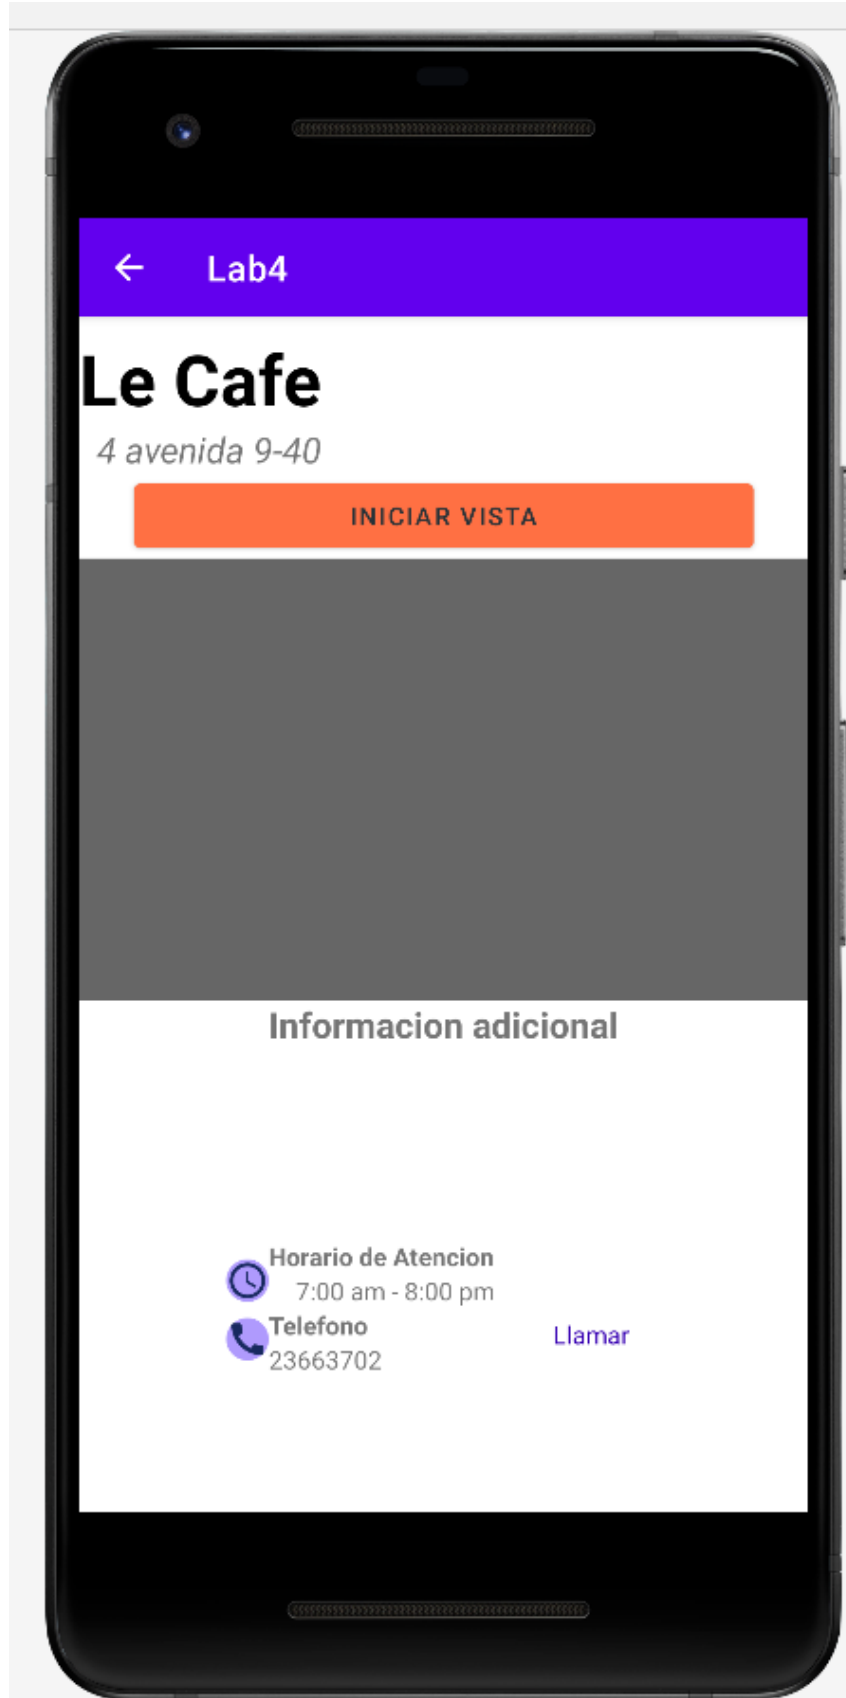 Lab4
Le Cafe
4 avenida 9-40
INICIAR VISTA
Informacion adicional
Horario de Atencion
7:00 am - 8:00 pm
Telefono
23663702
Llamar